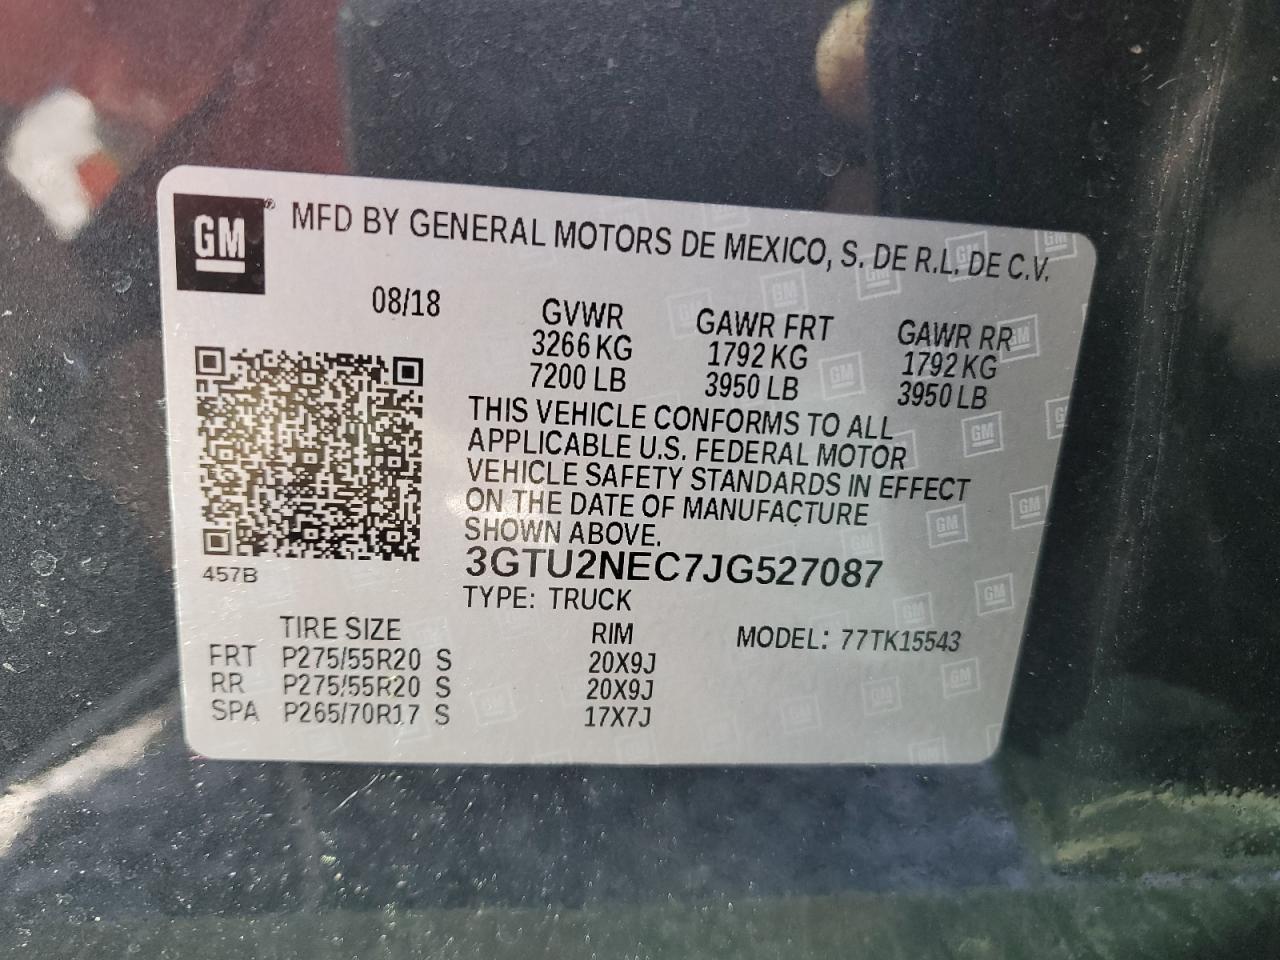 GM® MFD BY GENERAL MOTORS DE MEXICO, S. DE R.L. DE C.V.
08/18 GVWR GAWR FRT GAWR RR
3266 KG 1792 KG 1792 KG
7200 LB 3950 LB 3950 LB
THIS VEHICLE CONFORMS TO ALL
APPLICABLE U.S. FEDERAL MOTOR
VEHICLE SAFETY STANDARDS IN EFFECT
ON THE DATE OF MANUFACTURE
SHOWN ABOVE.
3GTU2NEC7JG527087
457B
TYPE: TRUCK
TIRE SIZE RIM MODEL: 77TK15543
FRT P275/55R20 S 20X9J
RR P275/55R20 S 20X9J
SPA P265/70R17 S 17X7J